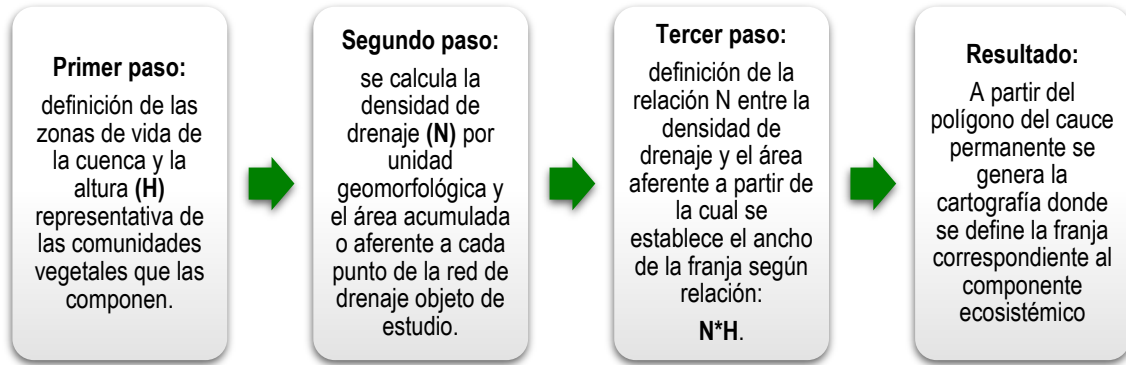 Primer paso:
definición de las
zonas de vida de
la cuenca y la
altura (H)
representativa de
las comunidades
vegetales que las
componen.
Segundo paso:
se calcula la
densidad de
drenaje (N) por
unidad
geomorfológica y
el área acumulada
o aferente a cada
punto de la red de
drenaje objeto de
estudio.
Tercer paso:
definición de la
relación N entre la
densidad de
drenaje y el área
aferente a partir de
la cual se
establece el ancho
de la franja según
relación:
N*H.
Resultado:
A partir del
polígono del cauce
permanente se
genera la
cartografía donde
se define la franja
correspondiente al
componente
ecosistémico